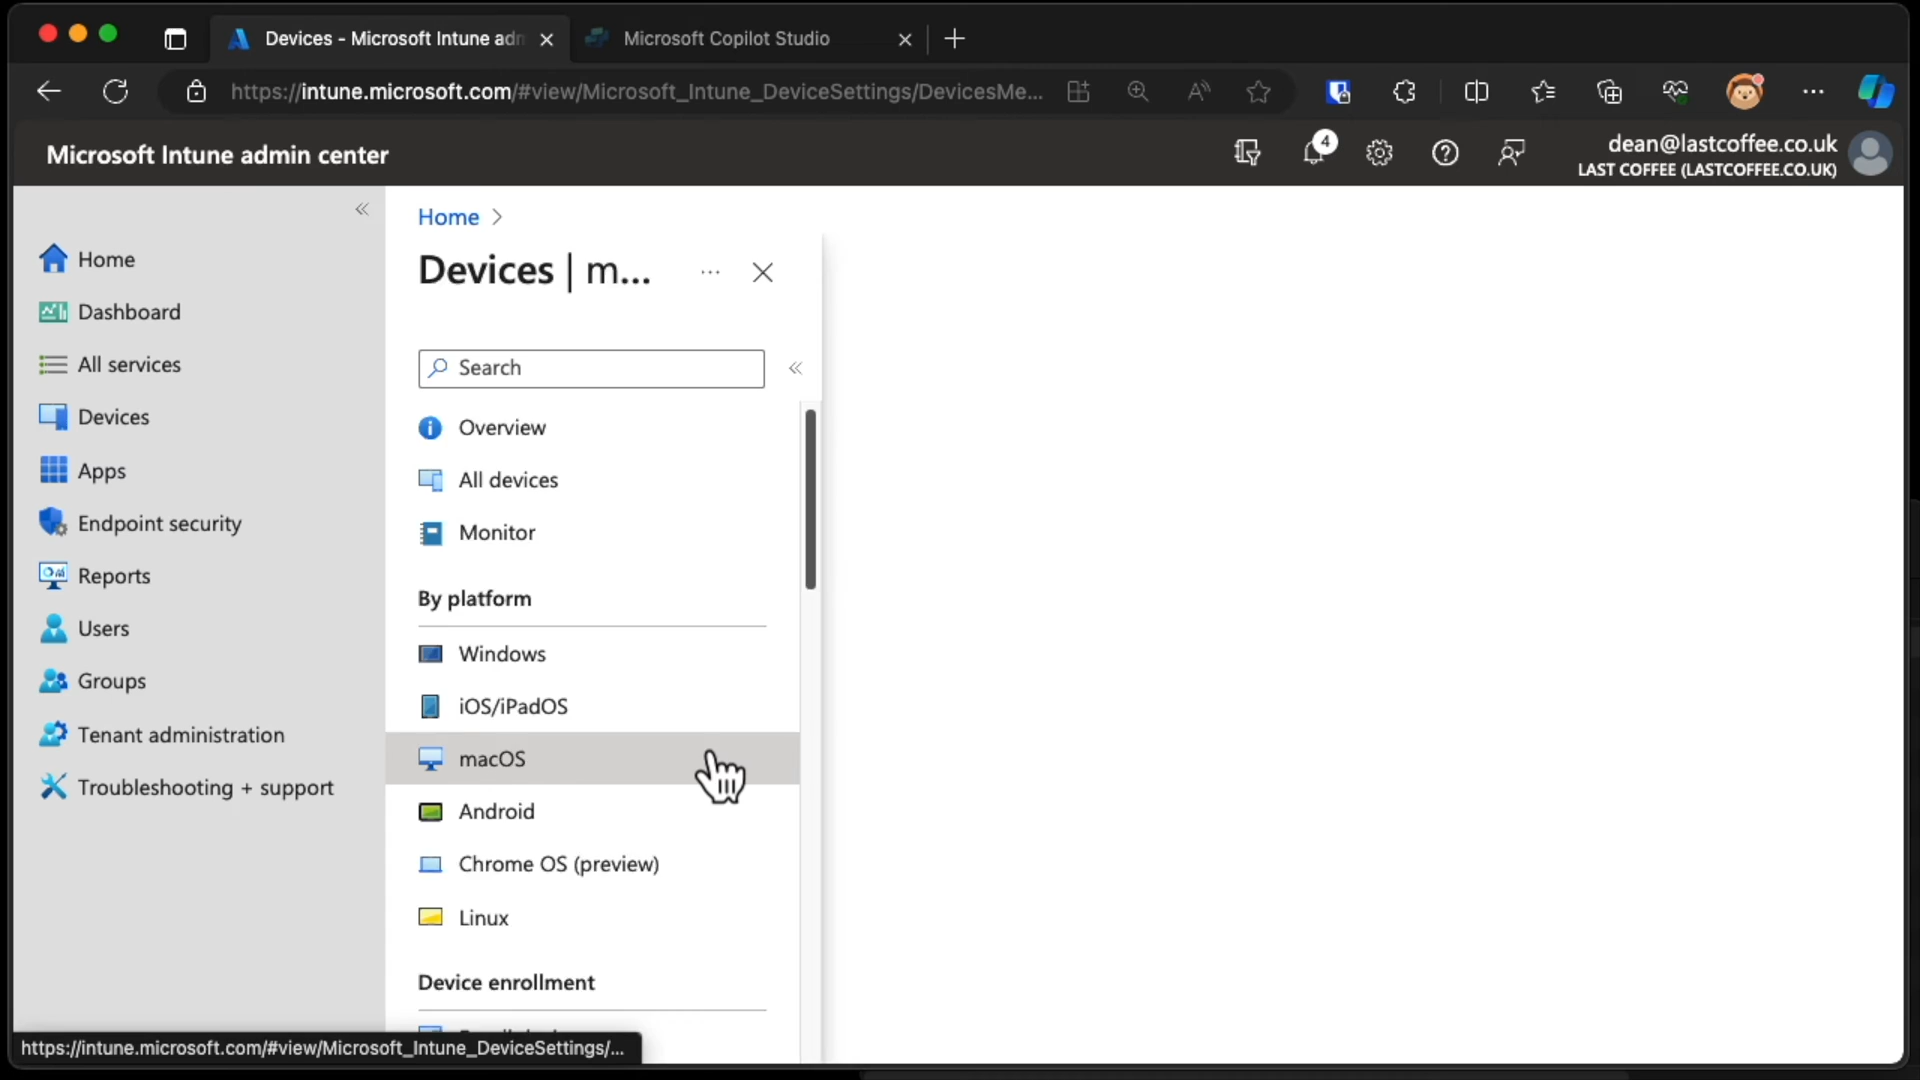 Devices - Microsoft Intune adm
Microsoft Copilot Studio
https://intune.microsoft.com/#view/Microsoft_Intune_DeviceSettings/DevicesMe...
Microsoft Intune admin center
4
dean@lastcoffee.co.uk
LAST COFFEE (LASTCOFFEE.CO.UK)
Home
Dashboard
All services
Devices
Apps
Endpoint security
Reports
Users
Groups
Tenant administration
Troubleshooting + support
Home >
Devices | m...
Search
Overview
All devices
Monitor
By platform
Windows
iOS/iPadOS
macOS
Android
Chrome OS (preview)
Linux
Device enrollment
https://intune.microsoft.com/#view/Microsoft_Intune_DeviceSettings/...